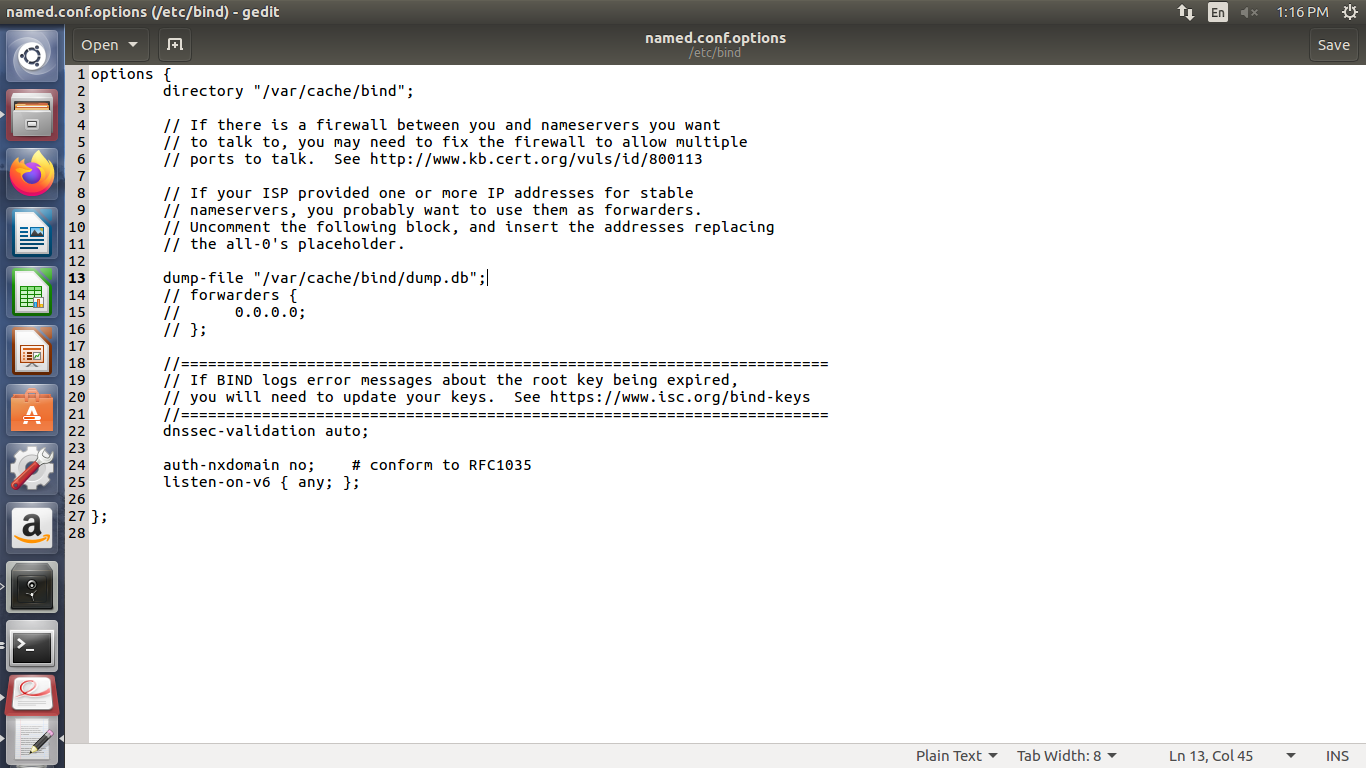 named.conf.options (/etc/bind) - gedit
En
1:16 PM
Open
named.conf.options
/etc/bind
Save
1 options {
2         directory "/var/cache/bind";
3
4         // If there is a firewall between you and nameservers you want
5         // to talk to, you may need to fix the firewall to allow multiple
6         // ports to talk.  See http://www.kb.cert.org/vuls/id/800113
7
8         // If your ISP provided one or more IP addresses for stable
9         // nameservers, you probably want to use them as forwarders.
10         // Uncomment the following block, and insert the addresses replacing
11         // the all-0's placeholder.
12
13         dump-file "/var/cache/bind/dump.db";
14         // forwarders {
15         //      0.0.0.0;
16         // };
17
18         //========================================================================
19         // If BIND logs error messages about the root key being expired,
20         // you will need to update your keys.  See https://www.isc.org/bind-keys
21         //========================================================================
22         dnssec-validation auto;
23
24         auth-nxdomain no;    # conform to RFC1035
25         listen-on-v6 { any; };
26
27 };
28
Plain Text
Tab Width: 8
Ln 13, Col 45
INS